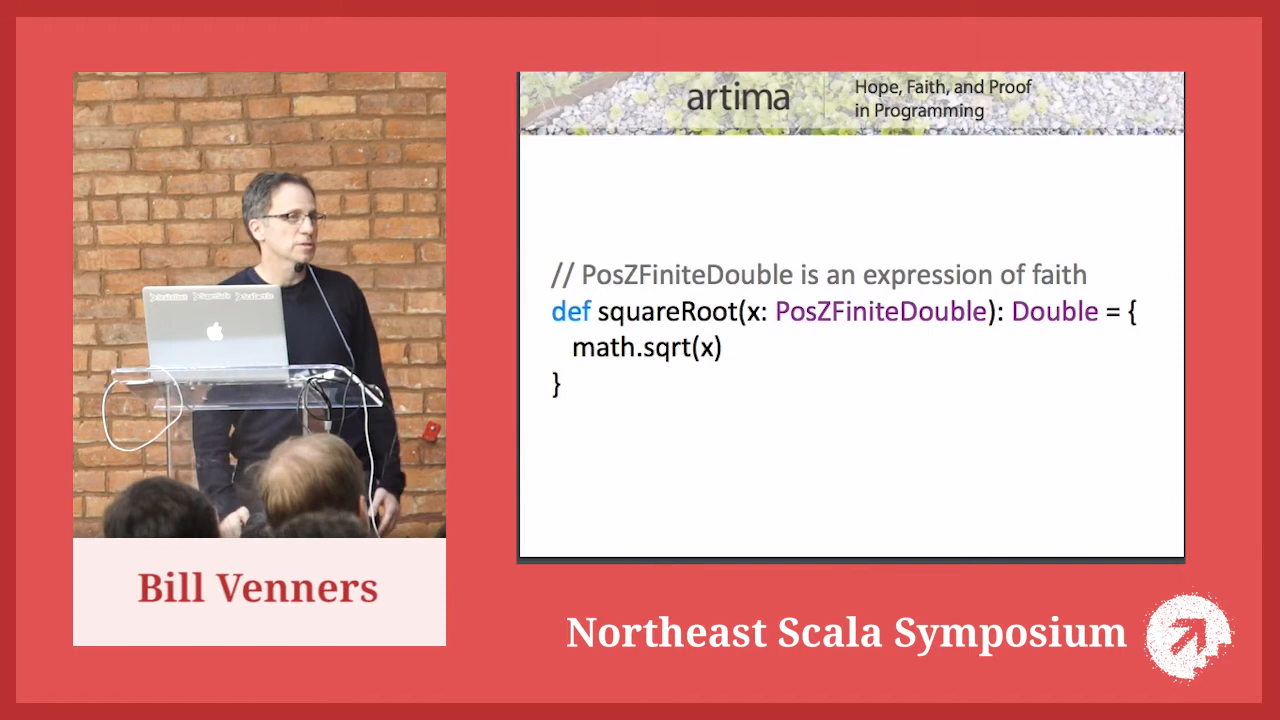 artima
Hope, Faith, and Proof
in Programming
// PosZFiniteDouble is an expression of faith
def squareRoot(x: PosZFiniteDouble): Double = {
math.sqrt(x)
}
Bill Venners
Northeast Scala Symposium